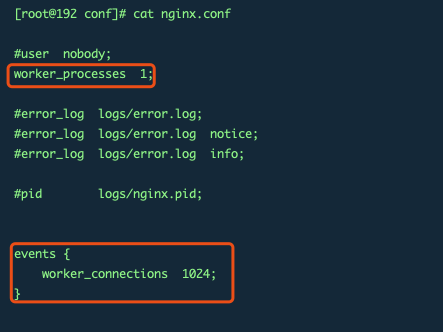 [root@192 conf]# cat nginx.conf
#user  nobody;
worker_processes  1;
#error_log  logs/error.log;
#error_log  logs/error.log  notice;
#error_log  logs/error.log  info;
#pid        logs/nginx.pid;
events {
    worker_connections  1024;
}